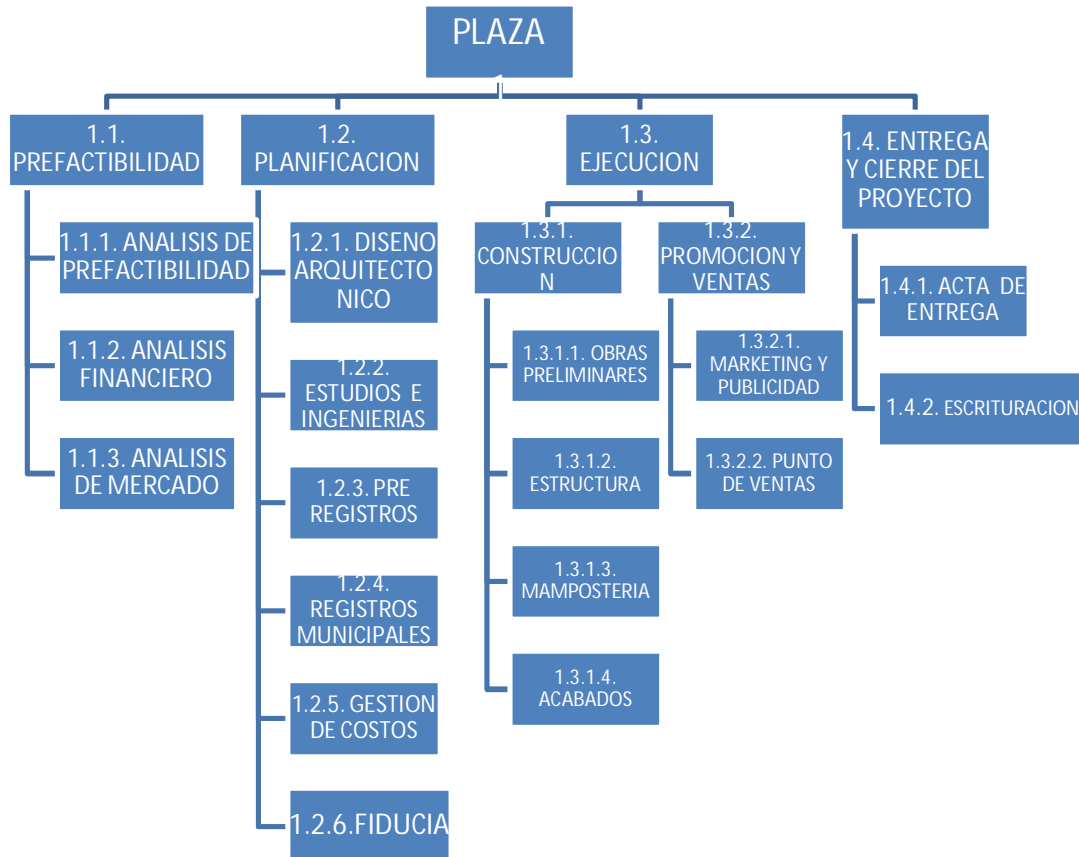 PLAZA
1.1.
PREFACTIBILIDAD
1.1.1. ANALISIS DE
PREFACTIBILIDAD
1.1.2. ANALISIS
FINANCIERO
1.1.3. ANALISIS
DE MERCADO
1.2.
PLANIFICACION
1.2.1. DISENO
ARQUITECTO
NICO
1.2.2.
ESTUDIOS E
INGENIERIAS
1.2.3. PRE
REGISTROS
1.2.4.
REGISTROS
MUNICIPALES
1.2.5. GESTION
DE COSTOS
1.2.6.FIDUCIA
1.3.
EJECUCION
1.3.1.
CONSTRUCCIO
N
1.3.1.1. OBRAS
PRELIMINARES
1.3.1.2.
ESTRUCTURA
1.3.1.3.
MAMPOSTERIA
1.3.1.4.
ACABADOS
1.3.2.
PROMOCION Y
VENTAS
1.3.2.1.
MARKETING Y
PUBLICIDAD
1.3.2.2. PUNTO
DE VENTAS
1.4. ENTREGA
Y CIERRE DEL
PROYECTO
1.4.1. ACTA DE
ENTREGA
1.4.2. ESCRITURACION